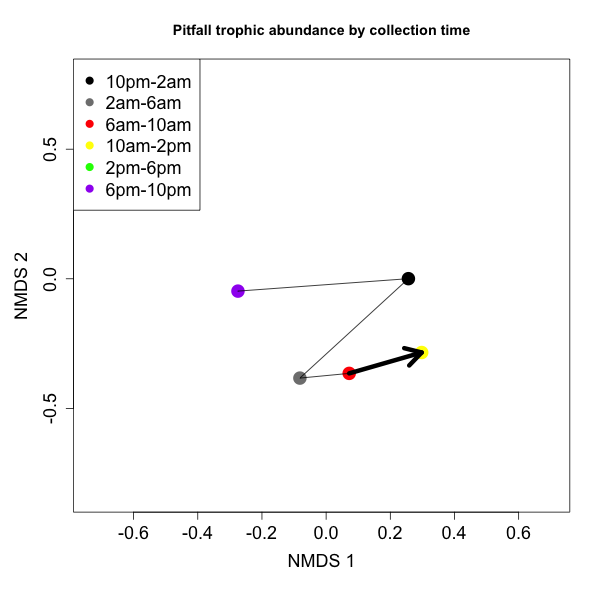 Pitfall trophic abundance by collection time
10pm-2am
2am-6am
6am-10am
10am-2pm
2pm-6pm
6pm-10pm
0.5
0.0
-0.5
NMDS 2
-0.6 -0.4 -0.2 0.0 0.2 0.4 0.6
NMDS 1